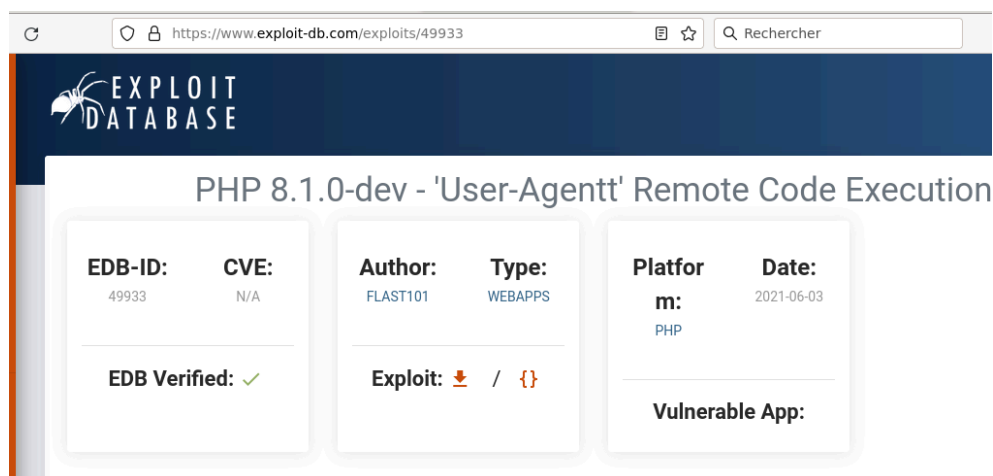 https://www.exploit-db.com/exploits/49933
Rechercher
EXPLOIT
DATABASE
PHP 8.1.0-dev - 'User-Agentt' Remote Code Execution
EDB-ID:
49933
CVE:
N/A
EDB Verified:
Author:
FLAST101
Type:
WEBAPPS
Exploit: / {}
Platfor
m:
PHP
Date:
2021-06-03
Vulnerable App: